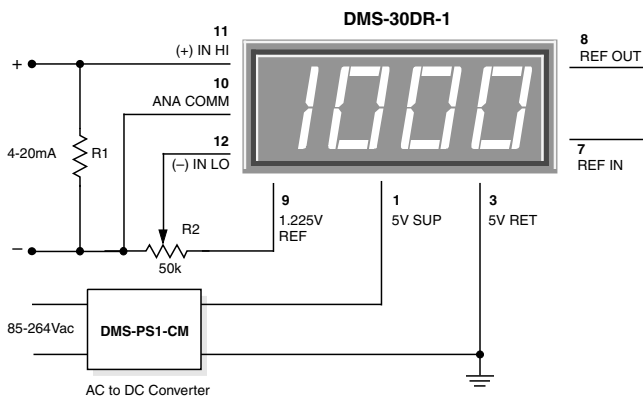 DMS-30DR-1
11
(+) IN HI
8
REF OUT
+
10
ANA COMM
1000
12
(–) IN LO
4-20mA
R1
7
REF IN
9
1.225V
REF
1
5V SUP
3
5V RET
–
R2
50k
85-264Vac
DMS-PS1-CM
AC to DC Converter